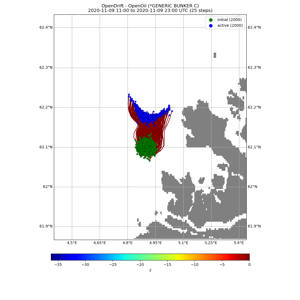 OpenDrift - OpenOil (*GENERIC BUNKER C)
2020-11-09 11:00 to 2020-11-09 23:00 UTC (25 steps)
initial (2000)
active (2000)
62.4°N 62.4°N
62.3°N 62.3°N
62.2°N 62.2°N
62.1°N 62.1°N
62°N 62°N
61.9°N 61.9°N
4.5°E 4.65°E 4.8°E 4.95°E 5.1°E 5.25°E 5.4°E
−35 −30 −25 −20 −15 −10 −5 0
z